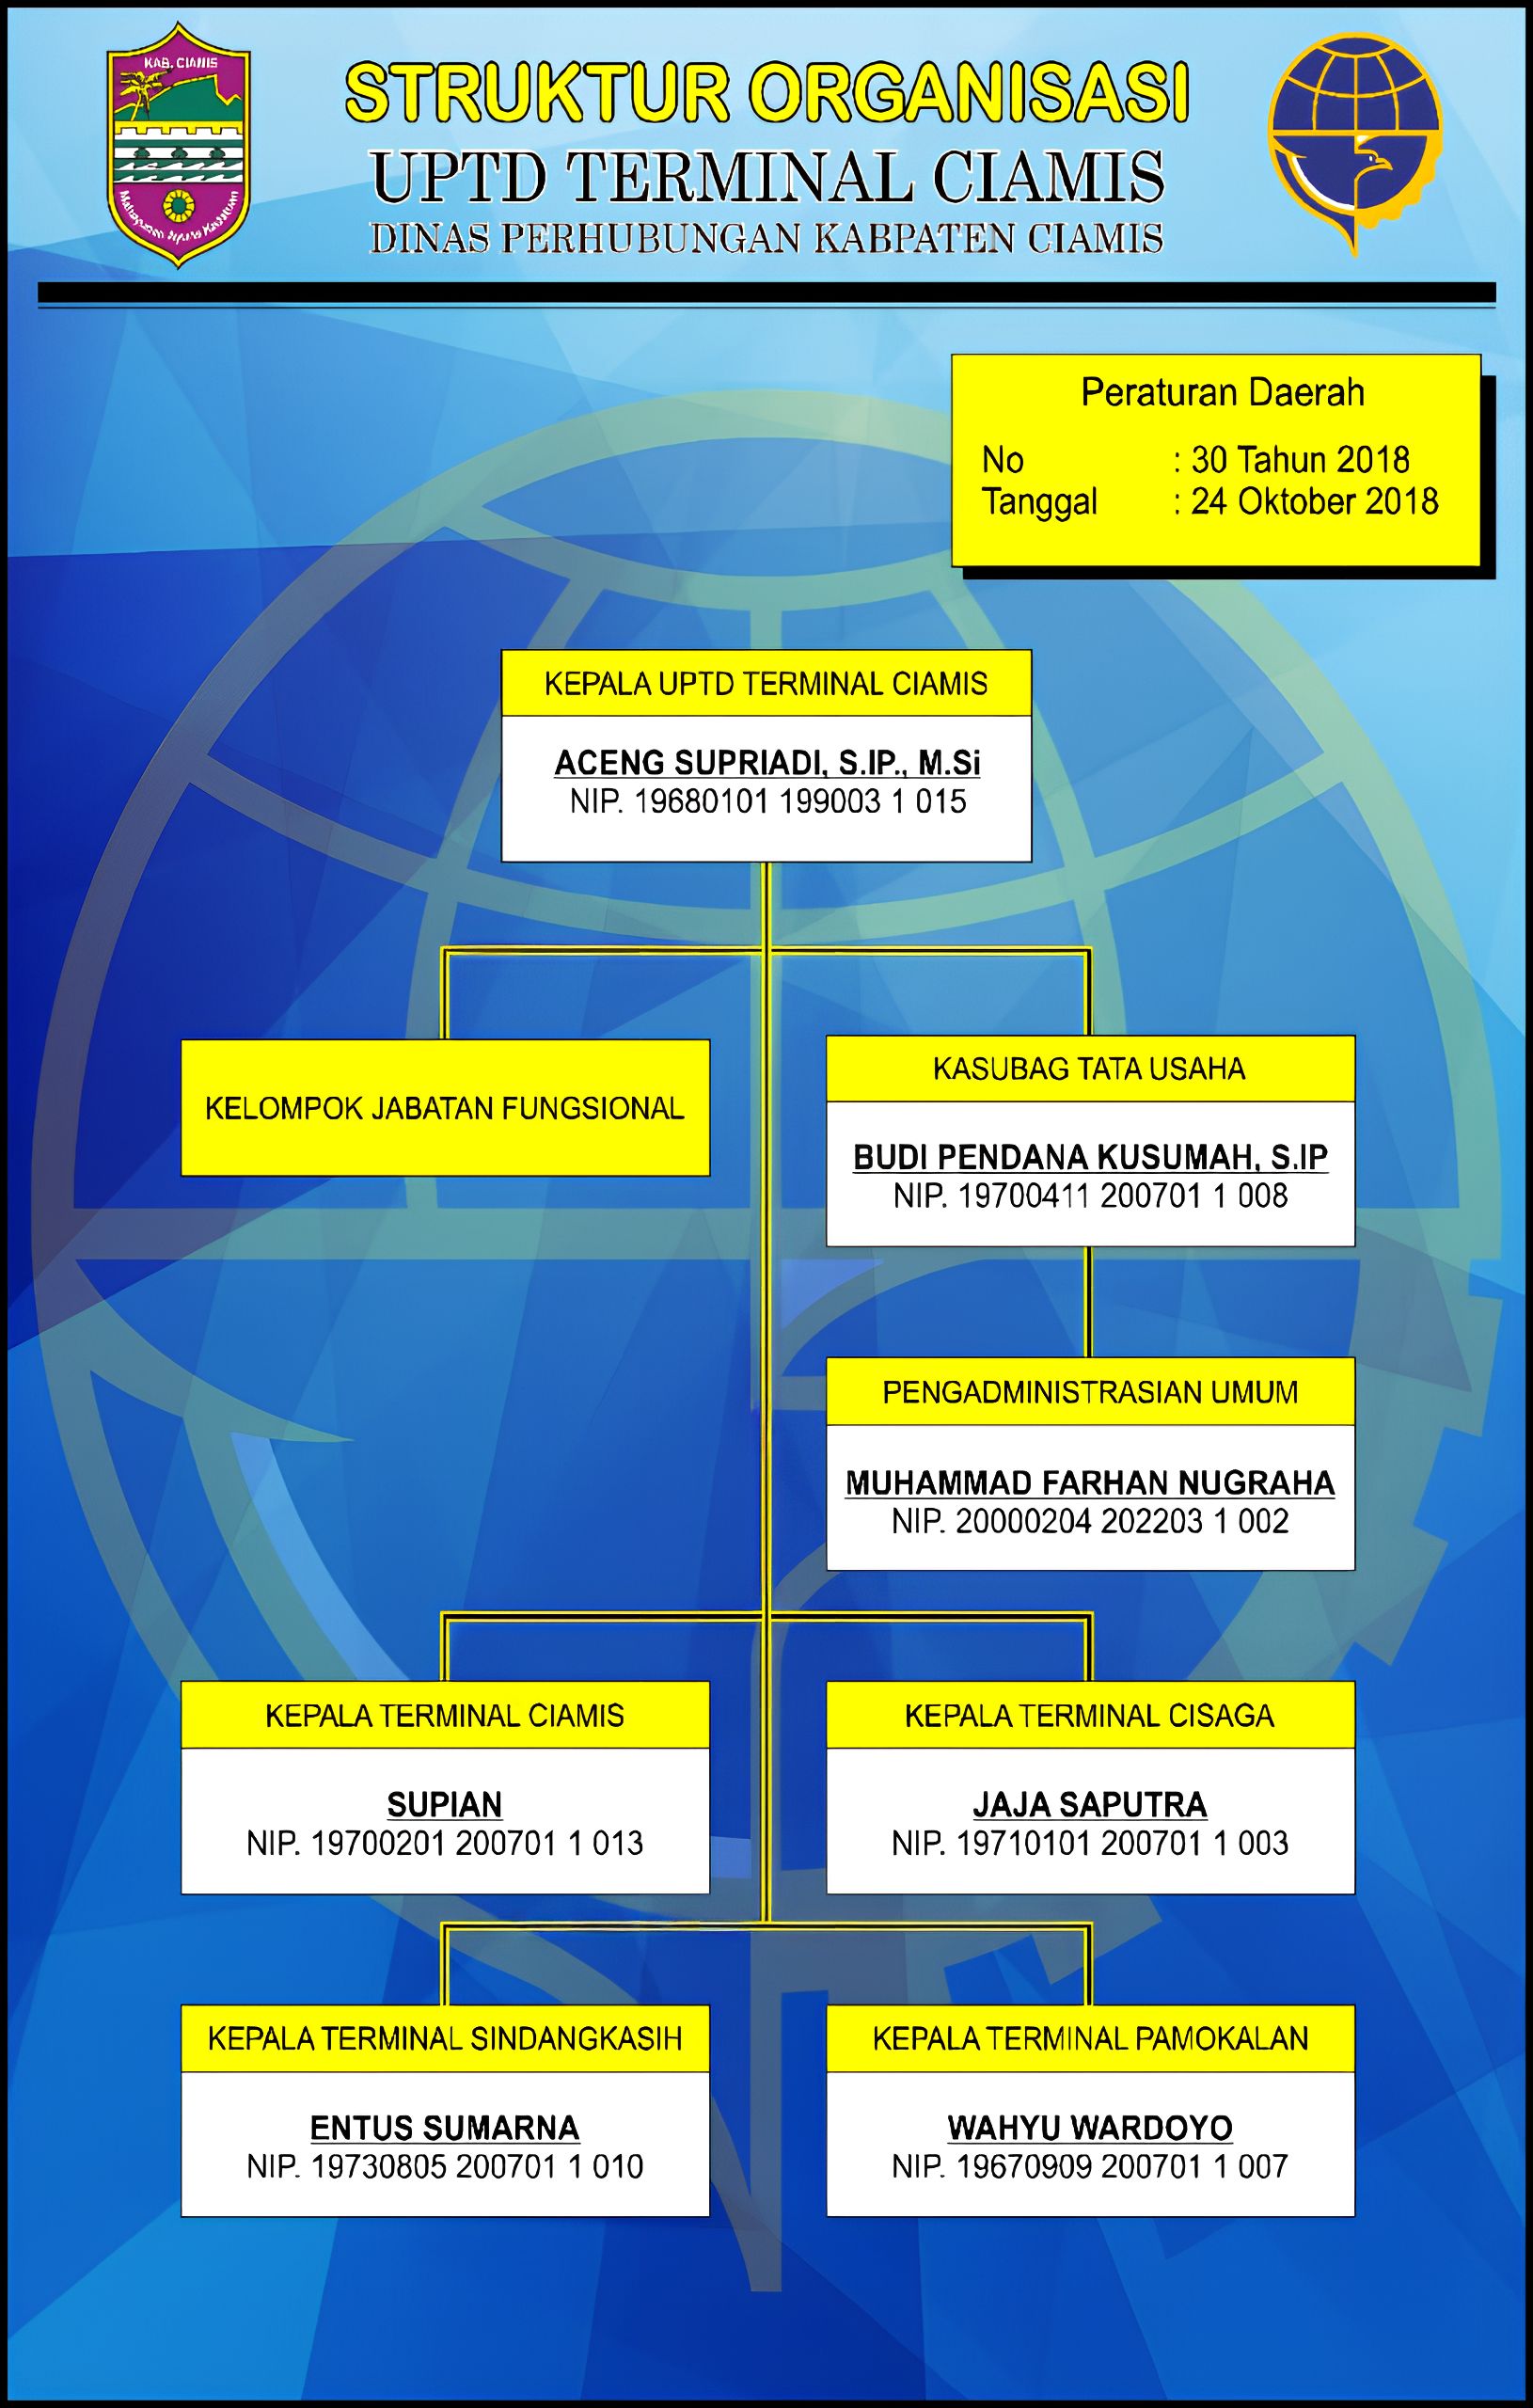 KAB. CIAMIS
STRUKTUR ORGANISASI
UPTD TERMINAL CIAMIS
DINAS PERHUBUNGAN KABPATEN CIAMIS
Peraturan Daerah
No : 30 Tahun 2018
Tanggal : 24 Oktober 2018
KEPALA UPTD TERMINAL CIAMIS
ACENG SUPRIADI, S.IP., M.Si
NIP. 19680101 199003 1 015
KELOMPOK JABATAN FUNGSIONAL
KASUBAG TATA USAHA
BUDI PENDANA KUSUMAH, S.IP
NIP. 19700411 200701 1 008
PENGADMINISTRASIAN UMUM
MUHAMMAD FARHAN NUGRAHA
NIP. 20000204 202203 1 002
KEPALA TERMINAL CIAMIS
SUPIAN
NIP. 19700201 200701 1 013
KEPALA TERMINAL CISAGA
JAJA SAPUTRA
NIP. 19710101 200701 1 003
KEPALA TERMINAL SINDANGKASIH
ENTUS SUMARNA
NIP. 19730805 200701 1 010
KEPALA TERMINAL PAMOKALAN
WAHYU WARDOYO
NIP. 19670909 200701 1 007